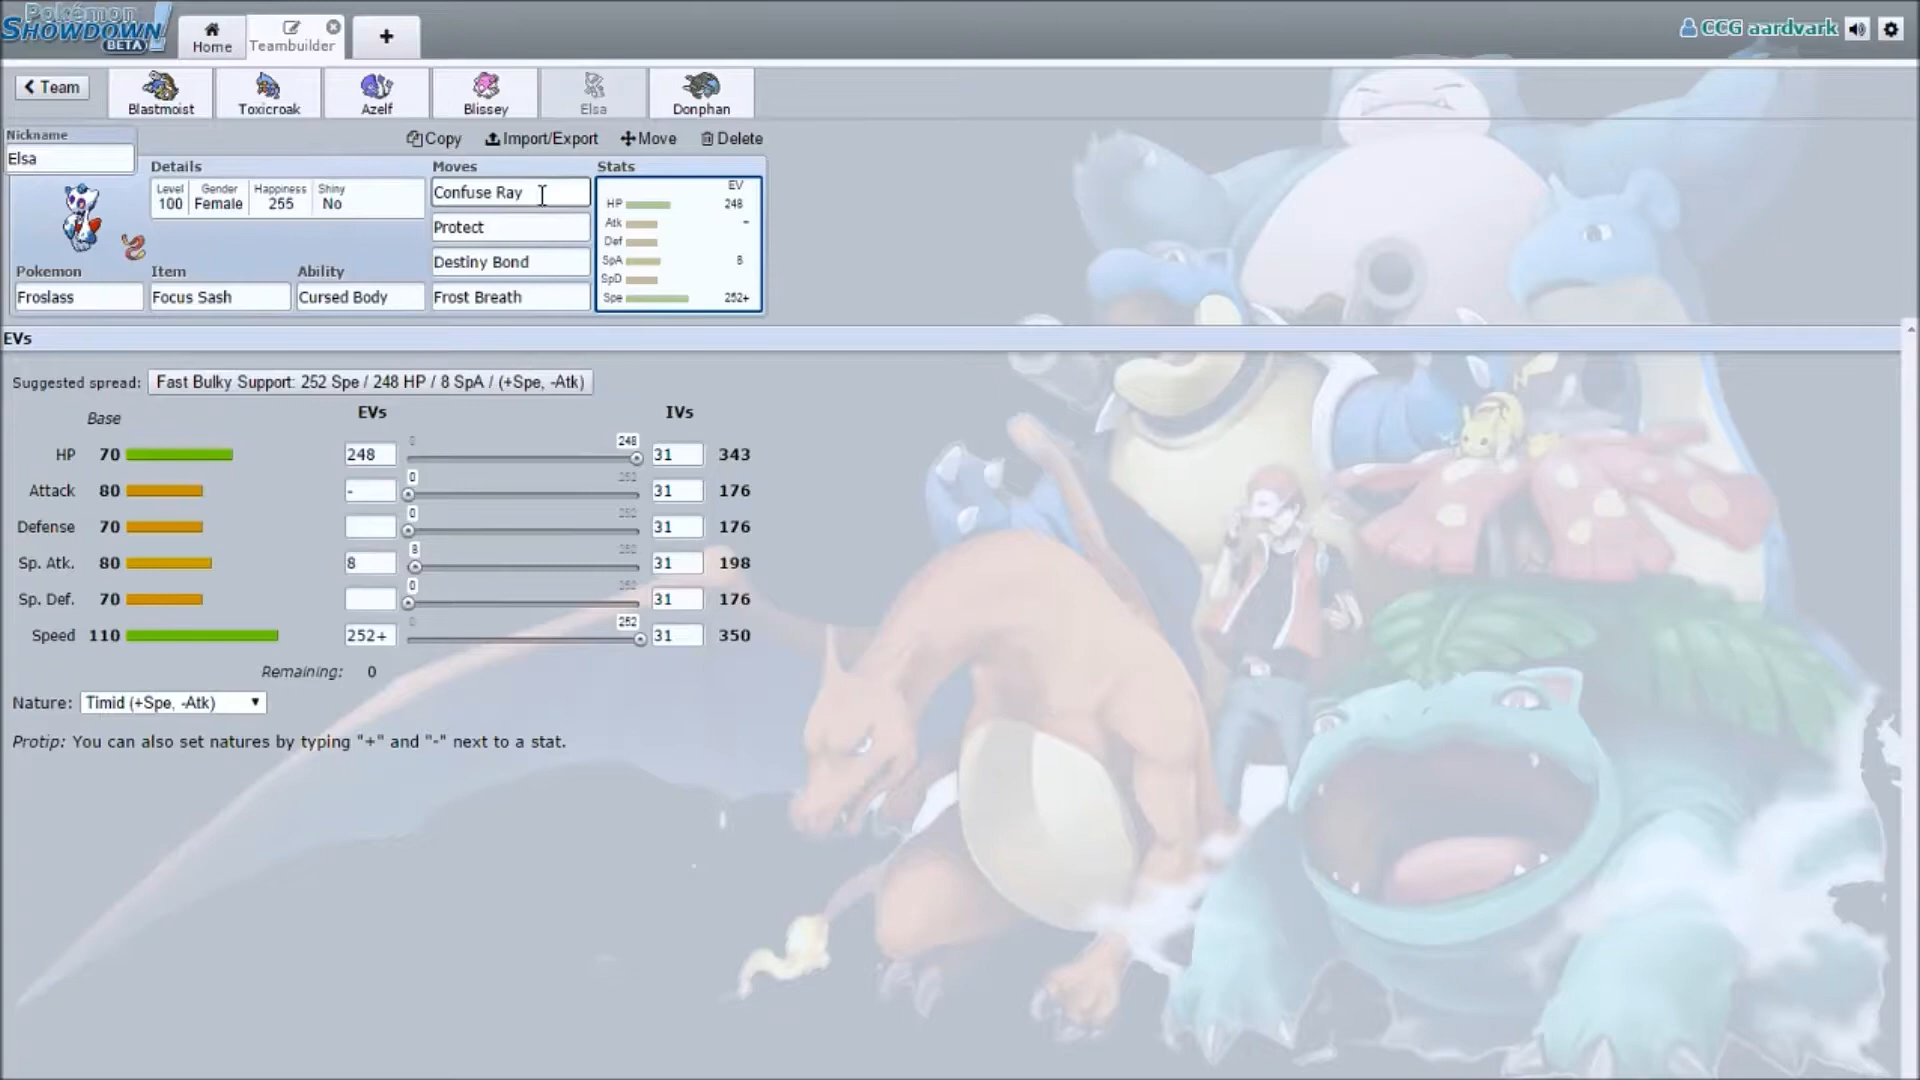 Pokémon
SHOWDOWN!
BETA
Home
Teambuilder
+
CCG aardvark
Team
Blastmoist
Toxicroak
Azelf
Blissey
Elsa
Donphan
Nickname
Elsa
Copy
Import/Export
Move
Delete
Details
Moves
Stats
Level
Gender
Happiness
Shiny
100
Female
255
No
Confuse Ray
Protect
Destiny Bond
Frost Breath
EV
HP 248
Atk -
Def
SpA 8
SpD
Spe 252+
Pokemon
Item
Ability
Froslass
Focus Sash
Cursed Body
EVs
Suggested spread: Fast Bulky Support: 252 Spe / 248 HP / 8 SpA / (+Spe, -Atk)
Base EVs IVs
0 248
HP 70 248 31 343
0 252
Attack 80 - 31 176
0 252
Defense 70 31 176
8 252
Sp. Atk. 80 8 31 198
0 252
Sp. Def. 70 31 176
0 252
Speed 110 252+ 31 350
Remaining: 0
Nature: Timid (+Spe, -Atk)
Protip: You can also set natures by typing "+" and "-" next to a stat.